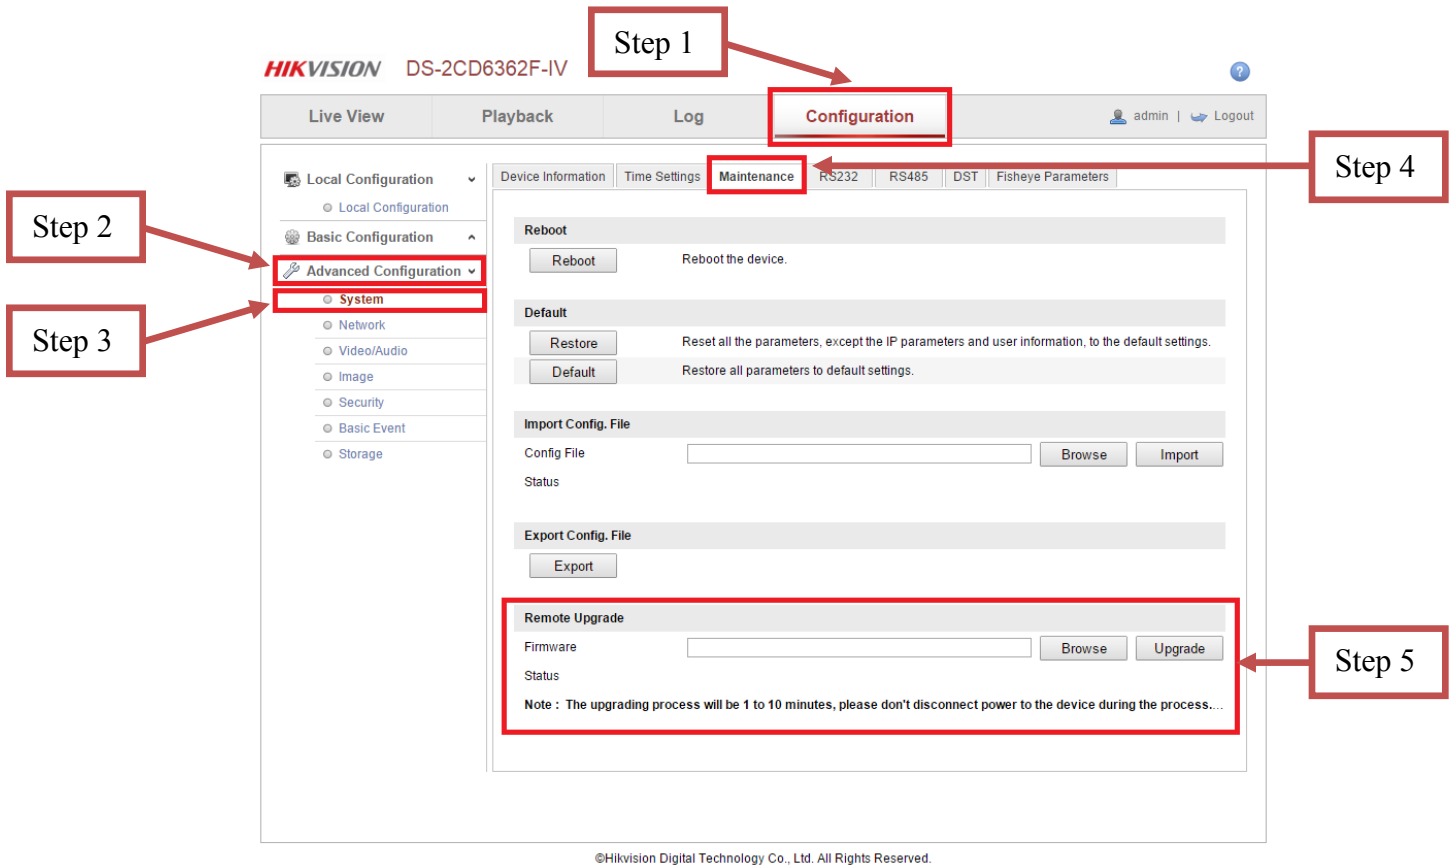 Step 1
HIKVISION DS-2CD6362F-IV
?
Live View Playback Log Configuration admin | Logout
Step 4
Device Information Time Settings Maintenance RS232 RS485 DST Fisheye Parameters
Local Configuration
Local Configuration
Step 2
Basic Configuration
Advanced Configuration
System
Step 3
Network
Video/Audio
Image
Security
Basic Event
Storage
Reboot
Reboot Reboot the device.
Default
Restore Reset all the parameters, except the IP parameters and user information, to the default settings.
Default Restore all parameters to default settings.
Import Config. File
Config File Browse Import
Status
Export Config. File
Export
Remote Upgrade
Firmware Browse Upgrade
Step 5
Status
Note : The upgrading process will be 1 to 10 minutes, please don't disconnect power to the device during the process....
©Hikvision Digital Technology Co., Ltd. All Rights Reserved.